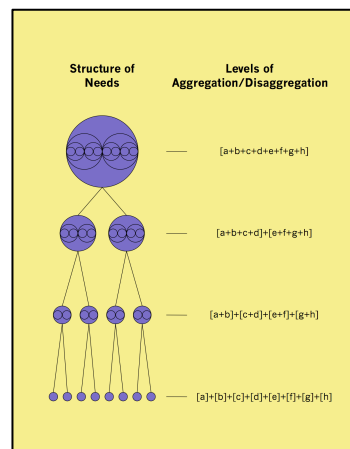 Structure of
Needs
Levels of
Aggregation/Disaggregation
[a+b+c+d+e+f+g+h]
[a+b+c+d]+[e+f+g+h]
[a+b]+[c+d]+[e+f]+[g+h]
[a]+[b]+[c]+[d]+[e]+[f]+[g]+[h]